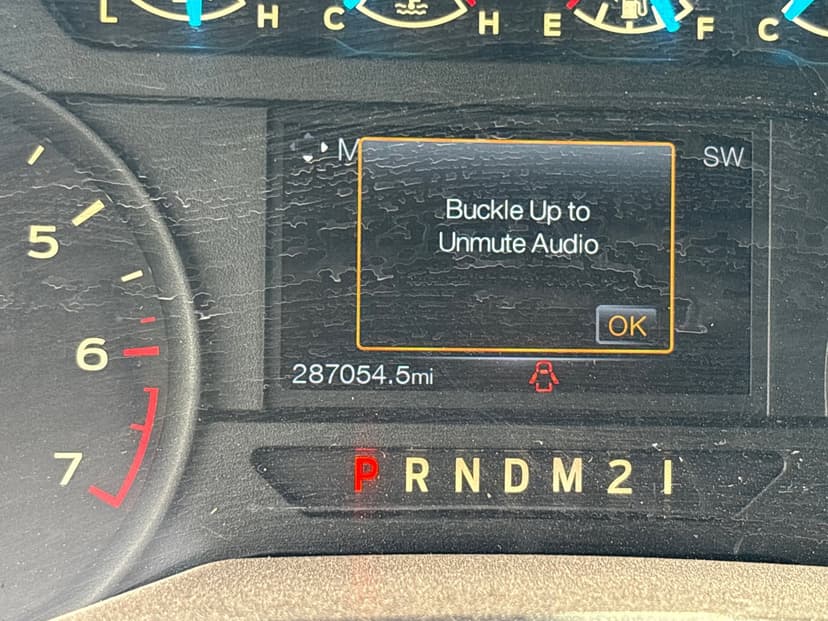 L H C H E F C
M
SW
Buckle Up to
Unmute Audio
OK
287054.5mi
5
6
7
P R N D M 2 1